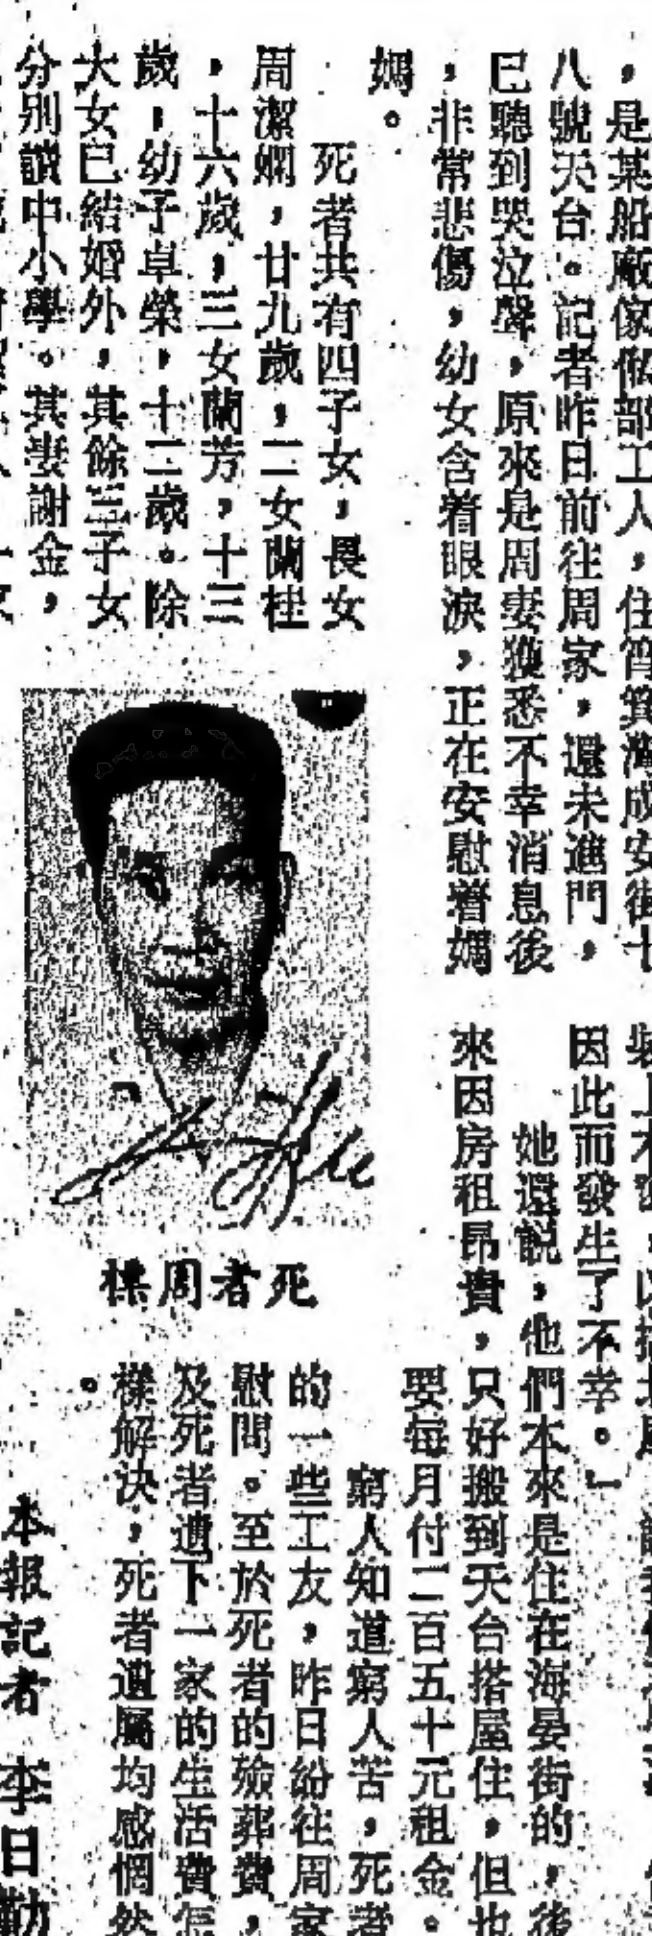 ，是某船廠傢俬部工人，住筲箕灣成安街十
八號天台。記者昨日前往周家，還未進門，
已聽到哭泣聲，原來是周妻獲悉不幸消息後
，非常悲傷，幼女含着眼淚，正在安慰着媽
媽。
死者共有四子女，長女
周潔嫻，廿九歲，二女蘭桂
，十六歲，三女蘭芳，十三
歲，幼子卓榮，十二歲。除
大女已結婚外，其餘三子女
分別讀中小學。其妻謝金，
死者周樑
因此而發生了不幸。」
她還説，他們本來是住在海晏街的，後
來因房租昂貴，只好搬到天台搭屋住，但也
要每月付二百五十元租金。
窮人知道窮人苦，死者
的一些工友，昨日紛往周家
慰問。至於死者的殮葬費，
及死者遺下一家的生活費怎
樣解決，死者遺屬均感惘然
。
本報記者 李日勤